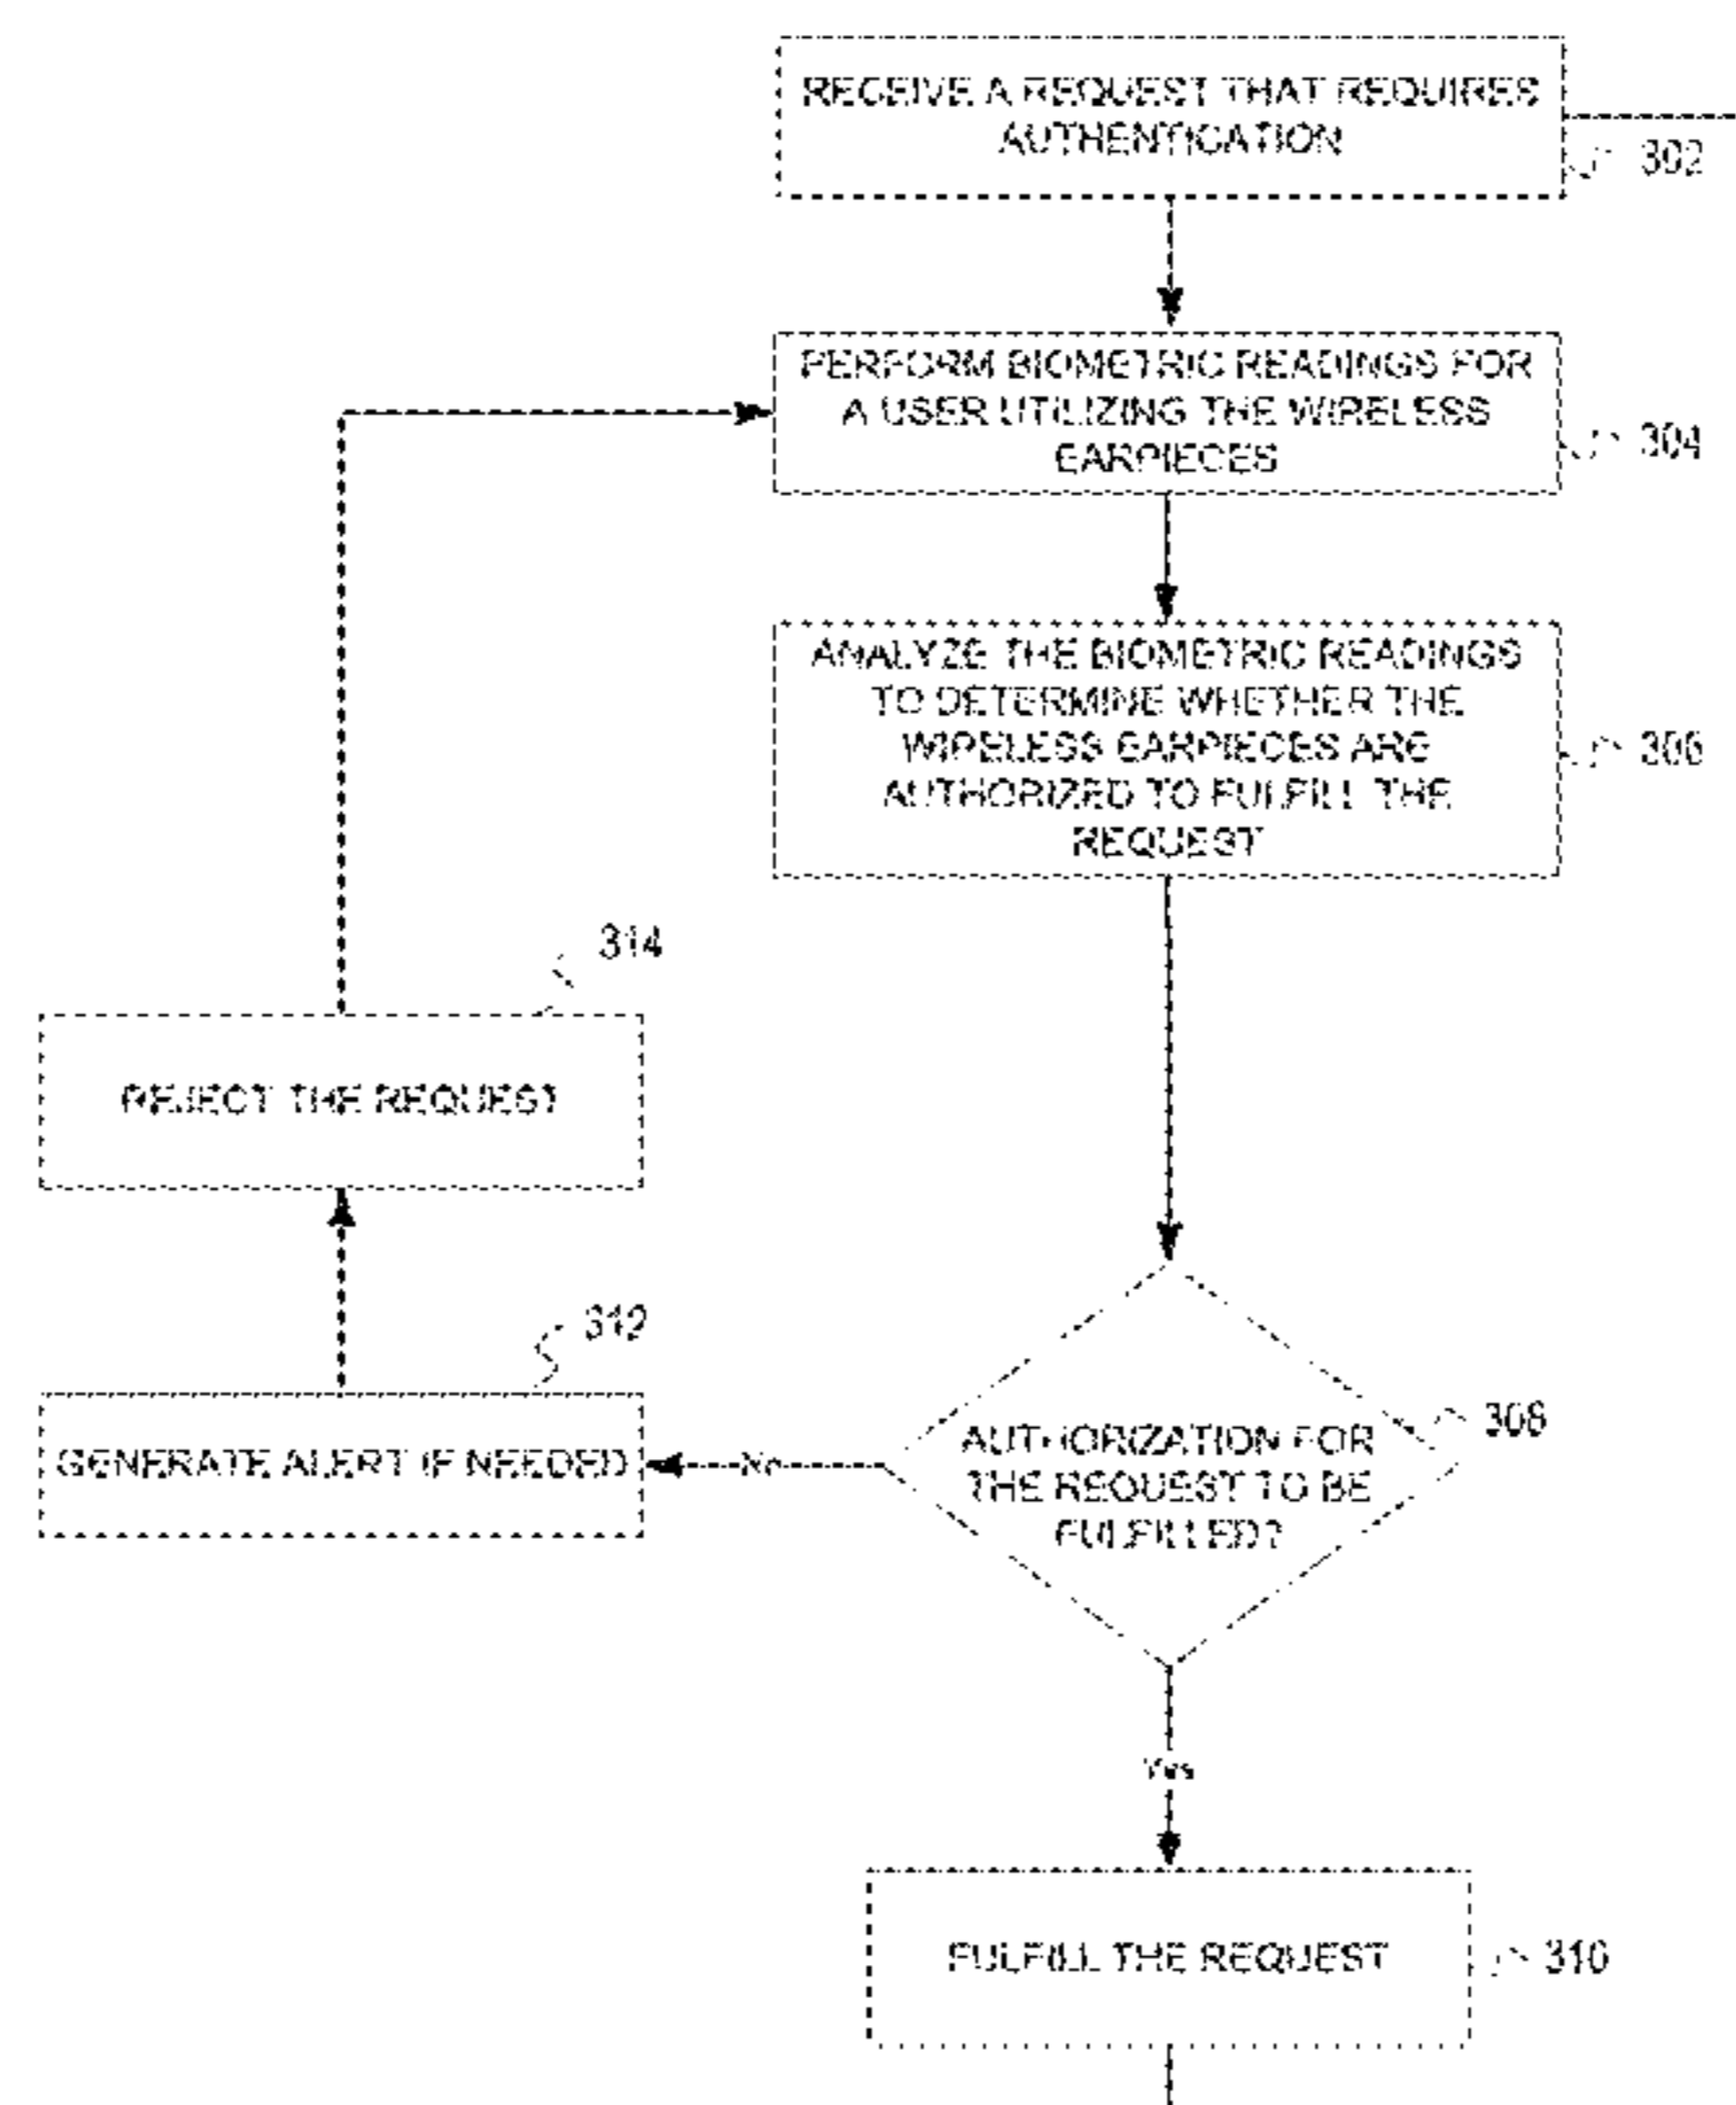 RECEIVE A REQUEST THAT REQUIRES
AUTHENTICATION
302
PERFORM BIOMETRIC READINGS FOR
A USER UTILIZING THE WIRELESS
EARPIECES
304
ANALYZE THE BIOMETRIC READINGS
TO DETERMINE WHETHER THE
WIRELESS EARPIECES ARE
AUTHORIZED TO FULFILL THE
REQUEST
306
314
REJECT THE REQUEST
312
GENERATE ALERT IF NEEDED
No
AUTHORIZATION FOR
THE REQUEST TO BE
FULFILLED?
308
Yes
FULFILL THE REQUEST
310